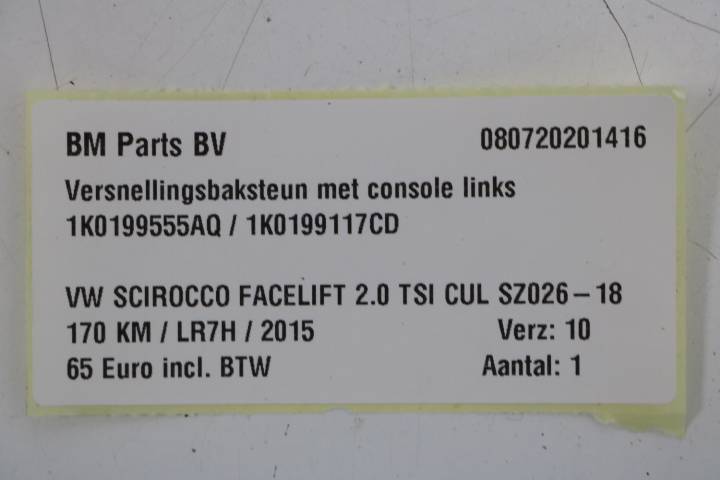 BM Parts BV 080720201416
Versnellingsbaksteun met console links
1K0199555AQ / 1K0199117CD
VW SCIROCCO FACELIFT 2.0 TSI CUL SZ026-18
170 KM / LR7H / 2015 Verz: 10
65 Euro incl. BTW Aantal: 1